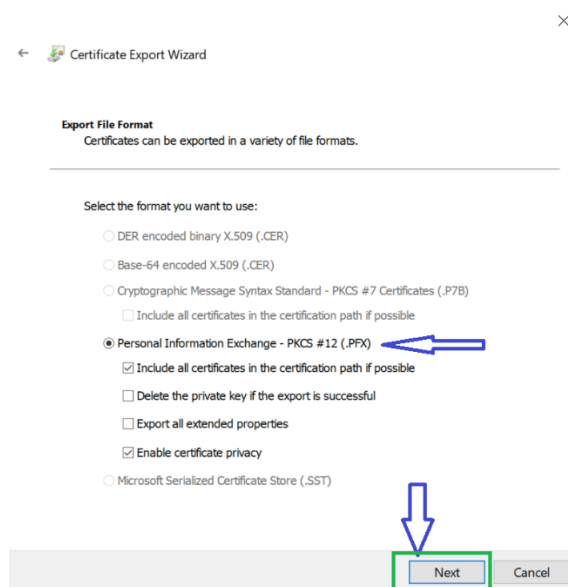 Certificate Export Wizard
Export File Format
Certificates can be exported in a variety of file formats.
Select the format you want to use:
DER encoded binary X.509 (.CER)
Base-64 encoded X.509 (.CER)
Cryptographic Message Syntax Standard - PKCS #7 Certificates (.P7B)
Include all certificates in the certification path if possible
Personal Information Exchange - PKCS #12 (.PFX)
Include all certificates in the certification path if possible
Delete the private key if the export is successful
Export all extended properties
Enable certificate privacy
Microsoft Serialized Certificate Store (.SST)
Next Cancel